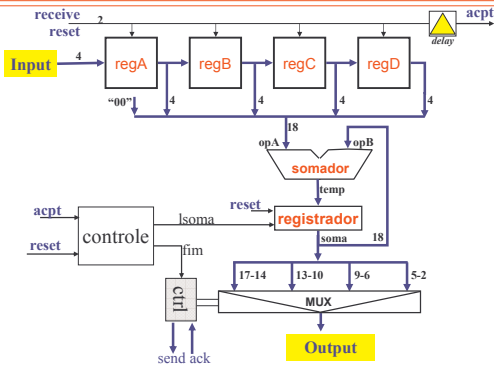 receive
reset
2
acpt
delay
Input
4
regA
regB
regC
regD
"00"
4
4
4
4
18
opA
opB
somador
temp
acpt
reset
controle
lsoma
fim
reset
registrador
soma
18
17-14
13-10
9-6
5-2
ctrl
MUX
send ack
Output